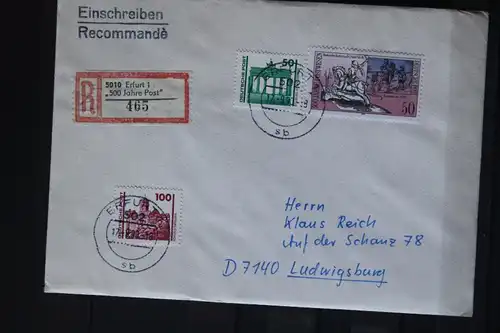 Einschreiben
Recommandé
50
DEUTSCHE POST
R
5010 Erfurt 1
„500 Jahre Post"
465
50
sb
100
ERFURT
502
sb
Herrn
Klaus Reich
Auf der Schanz 78
D 7140 Ludwigsburg